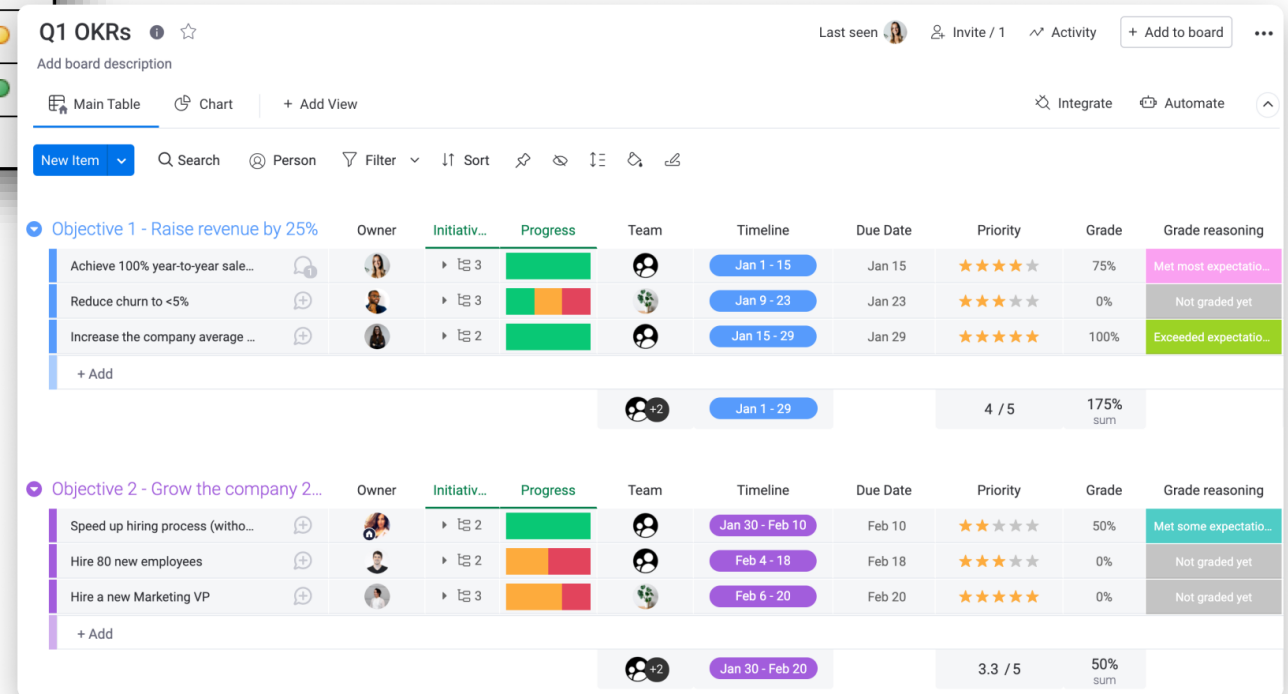 Q1 OKRs
Last seen Invite / 1 Activity + Add to board
Add board description
Main Table Chart + Add View Integrate Automate
New Item Search Person Filter Sort
Objective 1 - Raise revenue by 25% Owner Initiativ... Progress Team Timeline Due Date Priority Grade Grade reasoning
Achieve 100% year-to-year sale... 1 3 Jan 1 - 15 Jan 15 75% Met most expectatio...
Reduce churn to <5% 3 Jan 9 - 23 Jan 23 0% Not graded yet
Increase the company average ... 2 Jan 15 - 29 Jan 29 100% Exceeded expectatio...
+ Add
+2 Jan 1 - 29 4 / 5 175%
sum
Objective 2 - Grow the company 2... Owner Initiativ... Progress Team Timeline Due Date Priority Grade Grade reasoning
Speed up hiring process (witho... 2 Jan 30 - Feb 10 Feb 10 50% Met some expectatio...
Hire 80 new employees 2 Feb 4 - 18 Feb 18 0% Not graded yet
Hire a new Marketing VP 3 Feb 6 - 20 Feb 20 0% Not graded yet
+ Add
+2 Jan 30 - Feb 20 3.3 / 5 50%
sum